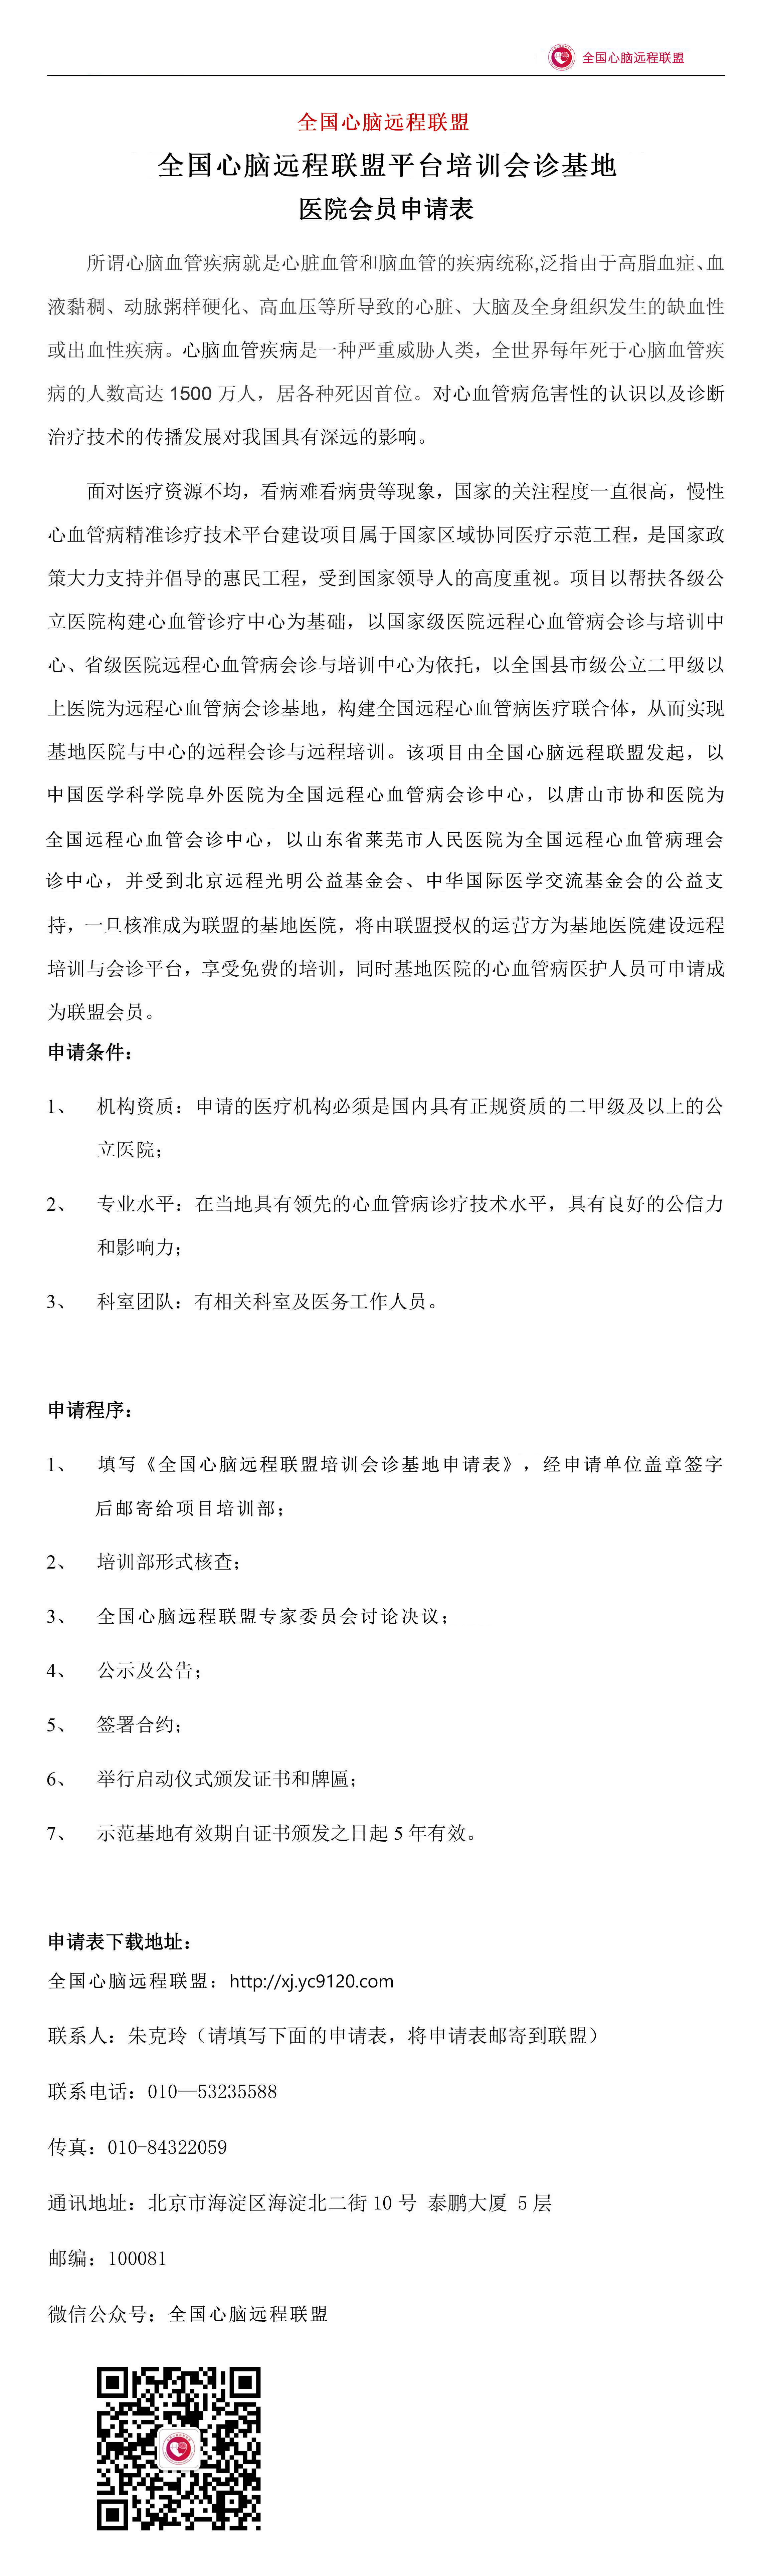 全国心脑远程联盟
全国心脑远程联盟
全国心脑远程联盟平台培训会诊基地
医院会员申请表
所谓心脑血管疾病就是心脏血管和脑血管的疾病统称,泛指由于高脂血症、血
液黏稠、动脉粥样硬化、高血压等所导致的心脏、大脑及全身组织发生的缺血性
或出血性疾病。心脑血管疾病是一种严重威胁人类，全世界每年死于心脑血管疾
病的人数高达 1500 万人，居各种死因首位。对心血管病危害性的认识以及诊断
治疗技术的传播发展对我国具有深远的影响。
面对医疗资源不均，看病难看病贵等现象，国家的关注程度一直很高，慢性
心血管病精准诊疗技术平台建设项目属于国家区域协同医疗示范工程，是国家政
策大力支持并倡导的惠民工程，受到国家领导人的高度重视。项目以帮扶各级公
立医院构建心血管诊疗中心为基础，以国家级医院远程心血管病会诊与培训中
心、省级医院远程心血管病会诊与培训中心为依托，以全国县市级公立二甲级以
上医院为远程心血管病会诊基地，构建全国远程心血管病医疗联合体，从而实现
基地医院与中心的远程会诊与远程培训。该项目由全国心脑远程联盟发起，以
中国医学科学院阜外医院为全国远程心血管病会诊中心，以唐山市协和医院为
全国远程心血管会诊中心，以山东省莱芜市人民医院为全国远程心血管病理会
诊中心，并受到北京远程光明公益基金会、中华国际医学交流基金会的公益支
持，一旦核准成为联盟的基地医院，将由联盟授权的运营方为基地医院建设远程
培训与会诊平台，享受免费的培训，同时基地医院的心血管病医护人员可申请成
为联盟会员。
申请条件：
1、 机构资质：申请的医疗机构必须是国内具有正规资质的二甲级及以上的公
立医院；
2、 专业水平：在当地具有领先的心血管病诊疗技术水平，具有良好的公信力
和影响力；
3、 科室团队：有相关科室及医务工作人员。
申请程序：
1、 填写《全国心脑远程联盟培训会诊基地申请表》，经申请单位盖章签字
后邮寄给项目培训部；
2、 培训部形式核查；
3、 全国心脑远程联盟专家委员会讨论决议；
4、 公示及公告；
5、 签署合约；
6、 举行启动仪式颁发证书和牌匾；
7、 示范基地有效期自证书颁发之日起 5 年有效。
申请表下载地址：
全国心脑远程联盟：http://xj.yc9120.com
联系人：朱克玲（请填写下面的申请表，将申请表邮寄到联盟）
联系电话：010—53235588
传真：010-84322059
通讯地址：北京市海淀区海淀北二街 10 号 泰鹏大厦 5 层
邮编：100081
微信公众号：全国心脑远程联盟